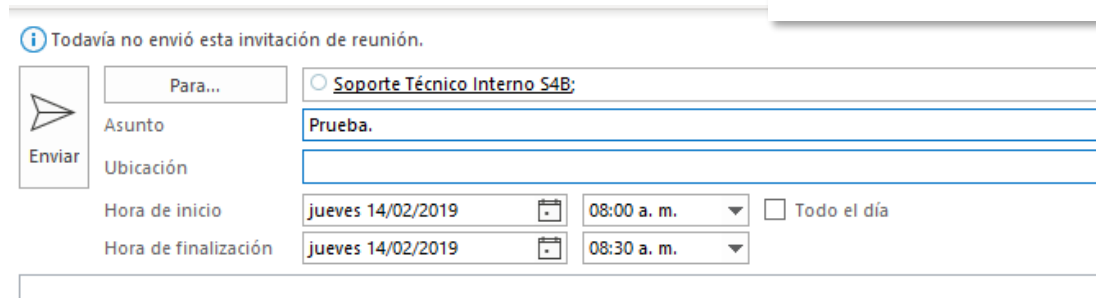 Todavía no envió esta invitación de reunión.
Para... Soporte Técnico Interno S4B;
Asunto Prueba.
Enviar
Ubicación
Hora de inicio jueves 14/02/2019 08:00 a. m. Todo el día
Hora de finalización jueves 14/02/2019 08:30 a. m.